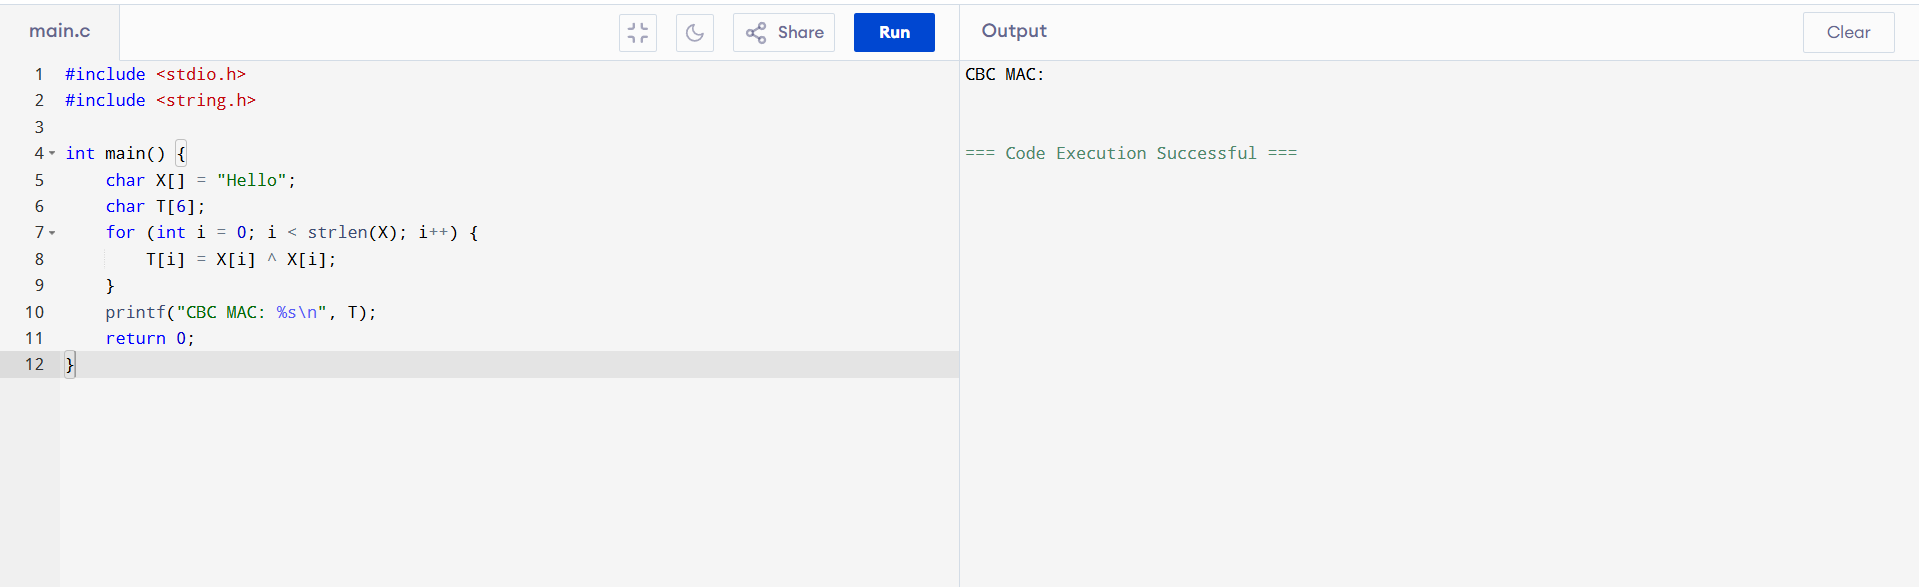 main.c Share Run Output Clear
1 #include <stdio.h>
2 #include <string.h>
3
4 int main() {
5     char X[] = "Hello";
6     char T[6];
7     for (int i = 0; i < strlen(X); i++) {
8         T[i] = X[i] ^ X[i];
9     }
10     printf("CBC MAC: %s\n", T);
11     return 0;
12 }
CBC MAC:
=== Code Execution Successful ===